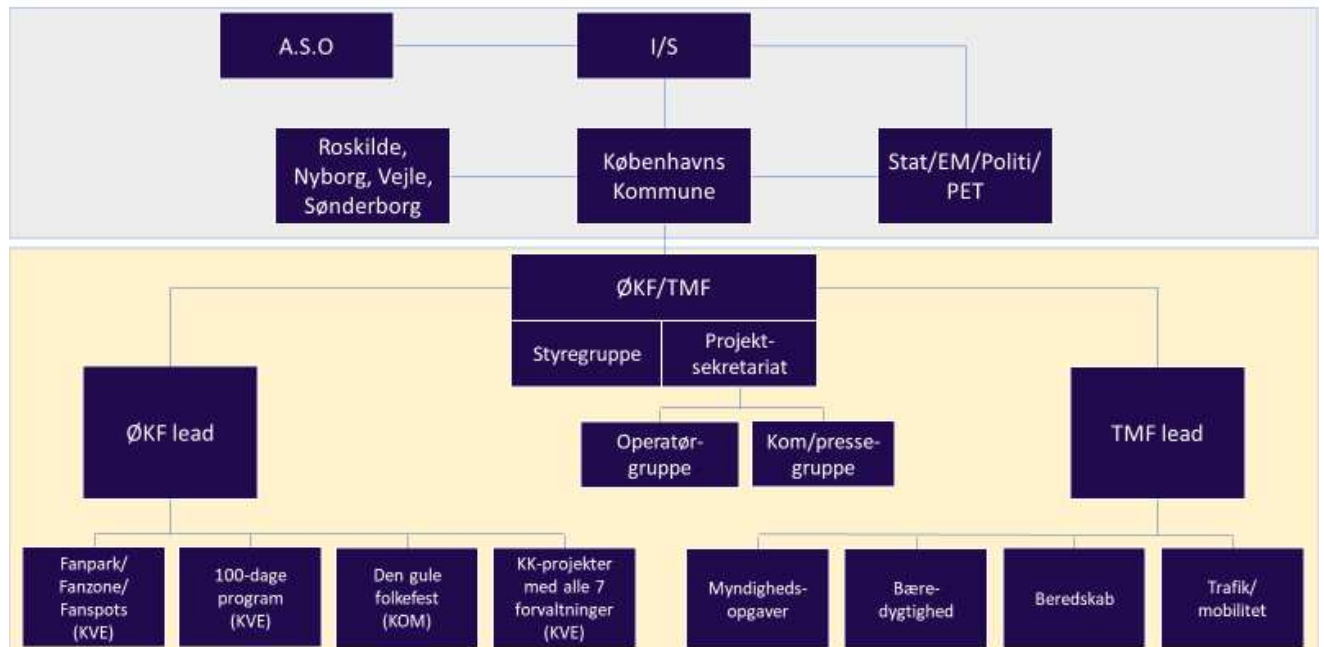 A.S.O
I/S
Roskilde,
Nyborg, Vejle,
Sønderborg
Københavns
Kommune
Stat/EM/Politi/
PET
ØKF/TMF
Styregruppe
Projekt-
sekretariat
ØKF lead
Operatør-
gruppe
Kom/presse-
gruppe
TMF lead
Fanpark/
Fanzone/
Fanspots
(KVE)
100-dage
program
(KVE)
Den gule
folkefest
(KOM)
KK-projekter
med alle 7
forvaltninger
(KVE)
Myndigheds-
opgaver
Bære-
dygtighed
Beredskab
Trafik/
mobilitet